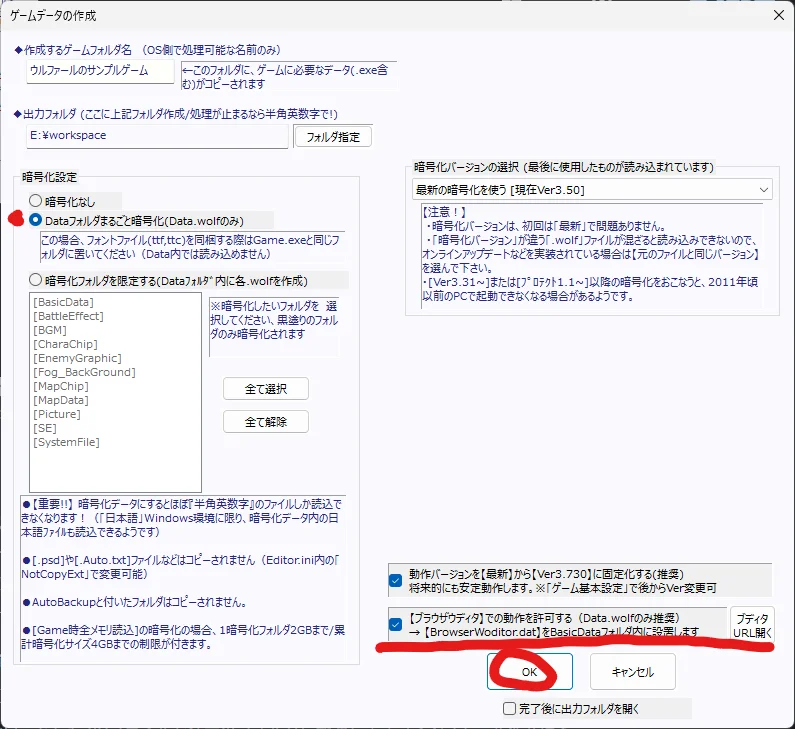 ゲームデータの作成
◆作成するゲームフォルダ名 （OS側で処理可能な名前のみ）
ウルファールのサンプルゲーム
←このフォルダに、ゲームに必要なデータ(.exe含
む)がコピーされます
◆出力フォルダ (ここに上記フォルダ作成/処理が止まるなら半角英数字で!)
E:¥workspace
フォルダ指定
暗号化設定
暗号化なし
Dataフォルダまるごと暗号化(Data.wolfのみ)
この場合、フォントファイル(ttf,ttc)を同梱する際はGame.exeと同じフ
ォルダに置いてください（Data内では読み込めません）
暗号化フォルダを限定する(Dataフォルダ内に各.wolfを作成)
[BasicData]
[BattleEffect]
[BGM]
[CharaChip]
[EnemyGraphic]
[Fog_BackGround]
[MapChip]
[MapData]
[Picture]
[SE]
[SystemFile]
※暗号化したいフォルダを 選
択してください、黒塗りのフォル
ダのみ暗号化されます
全て選択
全て解除
●【重要!!】 暗号化データにするとほぼ『半角英数字』のファイルしか読込で
きなくなります！（「日本語」Windows環境に限り、暗号化データ内の日
本語ﾌｧｲﾙも読込できるようです）
●[.psd]や[.Auto.txt]ファイルなどはコピーされません（Editor.ini内の「
NotCopyExt」で変更可能）
●AutoBackupと付いたフォルダはコピーされません。
●[Game時全メモリ読込]の暗号化の場合、1暗号化フォルダ2GBまで/累
計暗号化サイズ4GBまでの制限が付きます。
暗号化バージョンの選択（最後に使用したものが読み込まれています）
最新の暗号化を使う [現在Ver3.50]
【注意！】
・暗号化バージョンは、初回は「最新」で問題ありません。
・「暗号化バージョン」が違う「.wolf」ファイルが混ざると読み込みできないので、
オンラインアップデートなどを実装されている場合は【元のファイルと同じバージョン】
を選んで下さい。
・[Ver3.31～]または[ﾌﾟﾛﾃｸﾄ1.1～]以降の暗号化をおこなうと、2011年頃
以前のPCで起動できなくなる場合があるようです。
動作バージョンを【最新】から【Ver3.730】に固定化する(推奨)
将来的にも安定動作します。※「ゲーム基本設定」で後からVer変更可
【ブラウザウディタ】での動作を許可する（Data.wolfのみ推奨）
→【BrowserWoditor.dat】をBasicDataフォルダ内に設置します
ブディタ
URL開く
OK
キャンセル
完了後に出力フォルダを開く